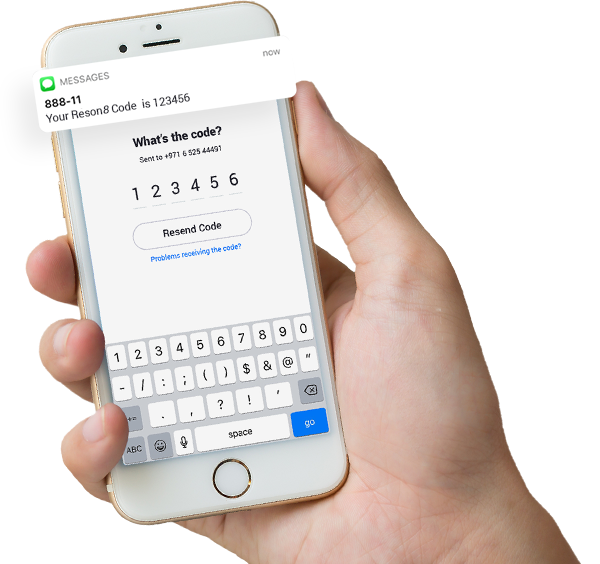 MESSAGES
now
888-11
Your Reson8 Code is 123456
What's the code?
Sent to +971 6 525 44491
1 2 3 4 5 6
Resend Code
Problems receiving the code?
1 2 3 4 5 6 7 8 9 0
- / : ; ( ) $ & @ "
. , ? ! '
ABC
space
go